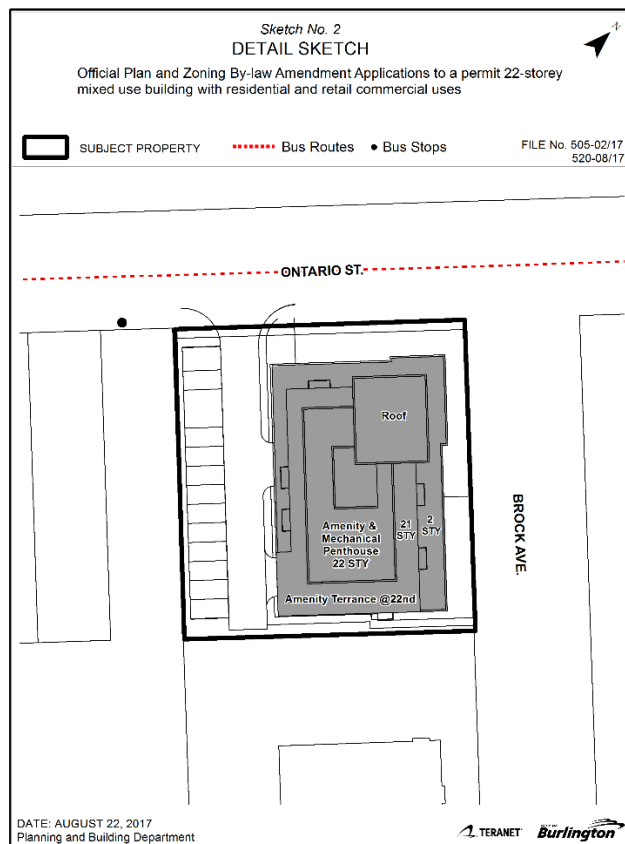 Sketch No. 2
DETAIL SKETCH
N
Official Plan and Zoning By-law Amendment Applications to a permit 22-storey
mixed use building with residential and retail commercial uses
SUBJECT PROPERTY
Bus Routes
Bus Stops
FILE No. 505-02/17
520-08/17
ONTARIO ST.
Roof
BROCK AVE.
21
STY
2
STY
Amenity &
Mechanical
Penthouse
22 STY
Amenity Terrance @22nd
DATE: AUGUST 22, 2017
Planning and Building Department
TERANET
CITY OF
Burlington